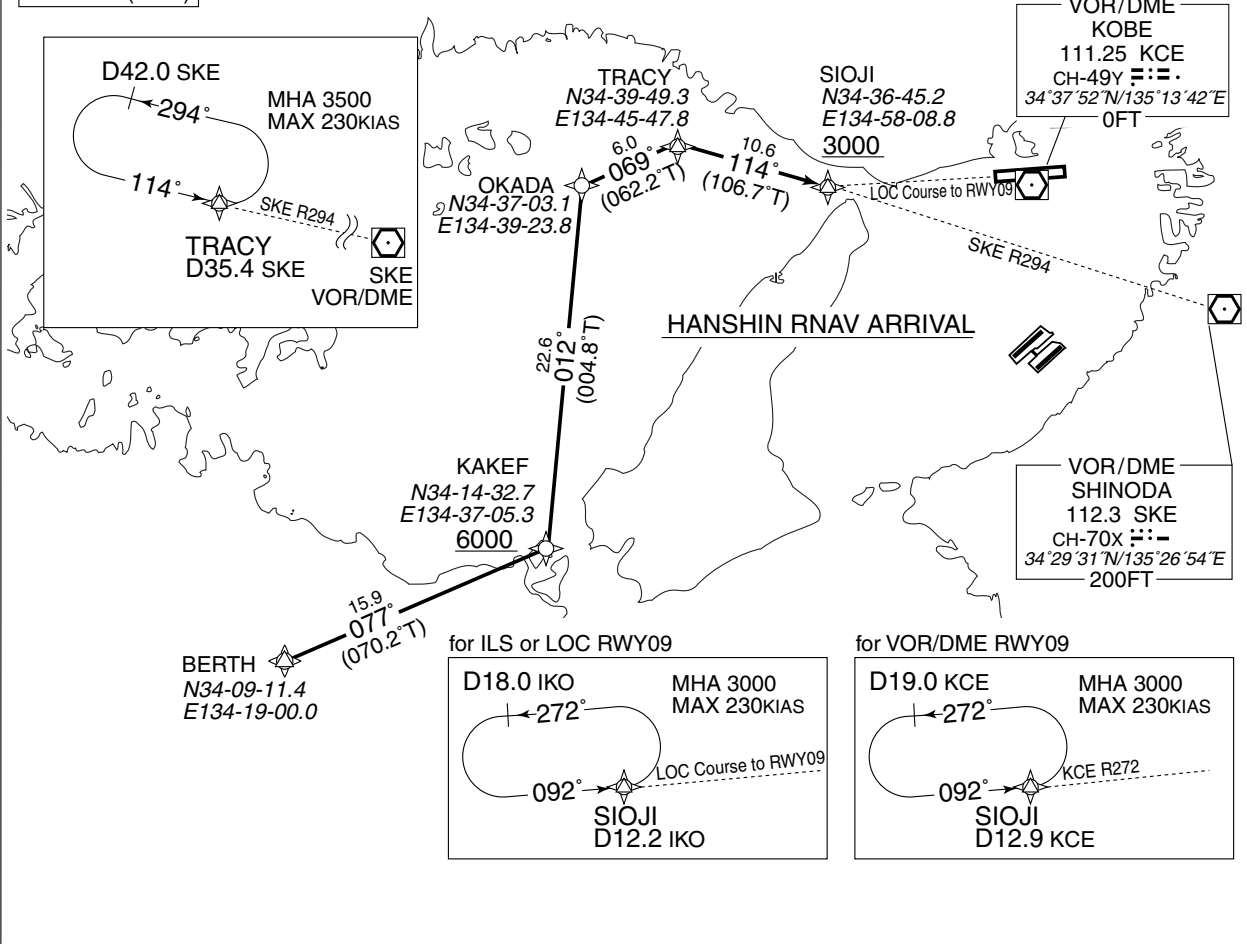 D42.0 SKE
294°
MHA 3500
MAX 230KIAS
114°
SKE R294
TRACY
D35.4 SKE
SKE
VOR/DME
VOR/DME
KOBE
111.25 KCE
CH-49Y
34°37′52″N/135°13′42″E
0FT
TRACY
N34-39-49.3
E134-45-47.8
SIOJI
N34-36-45.2
E134-58-08.8
3000
6.0
069°
(062.2°T)
10.6
114°
(106.7°T)
OKADA
N34-37-03.1
E134-39-23.8
LOC Course to RWY09
SKE R294
HANSHIN RNAV ARRIVAL
22.6
012°
(004.8°T)
KAKEF
N34-14-32.7
E134-37-05.3
6000
VOR/DME
SHINODA
112.3 SKE
CH-70X
34°29′31″N/135°26′54″E
200FT
15.9
077°
(070.2°T)
BERTH
N34-09-11.4
E134-19-00.0
for ILS or LOC RWY09
D18.0 IKO
MHA 3000
MAX 230KIAS
272°
LOC Course to RWY09
092°
SIOJI
D12.2 IKO
for VOR/DME RWY09
D19.0 KCE
MHA 3000
MAX 230KIAS
272°
KCE R272
092°
SIOJI
D12.9 KCE